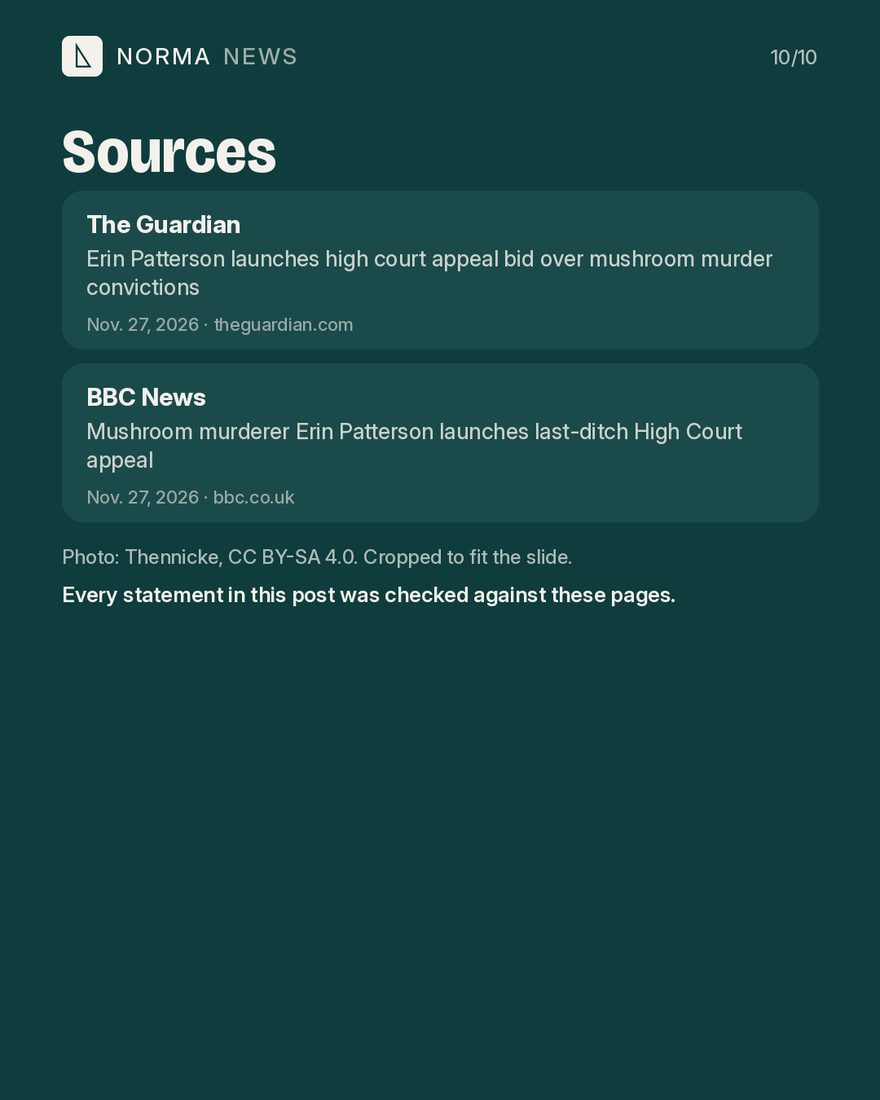 NORMA NEWS
10/10
Sources
The Guardian
Erin Patterson launches high court appeal bid over mushroom murder
convictions
Nov. 27, 2026 · theguardian.com
BBC News
Mushroom murderer Erin Patterson launches last-ditch High Court
appeal
Nov. 27, 2026 · bbc.co.uk
Photo: Thennicke, CC BY-SA 4.0. Cropped to fit the slide.
Every statement in this post was checked against these pages.